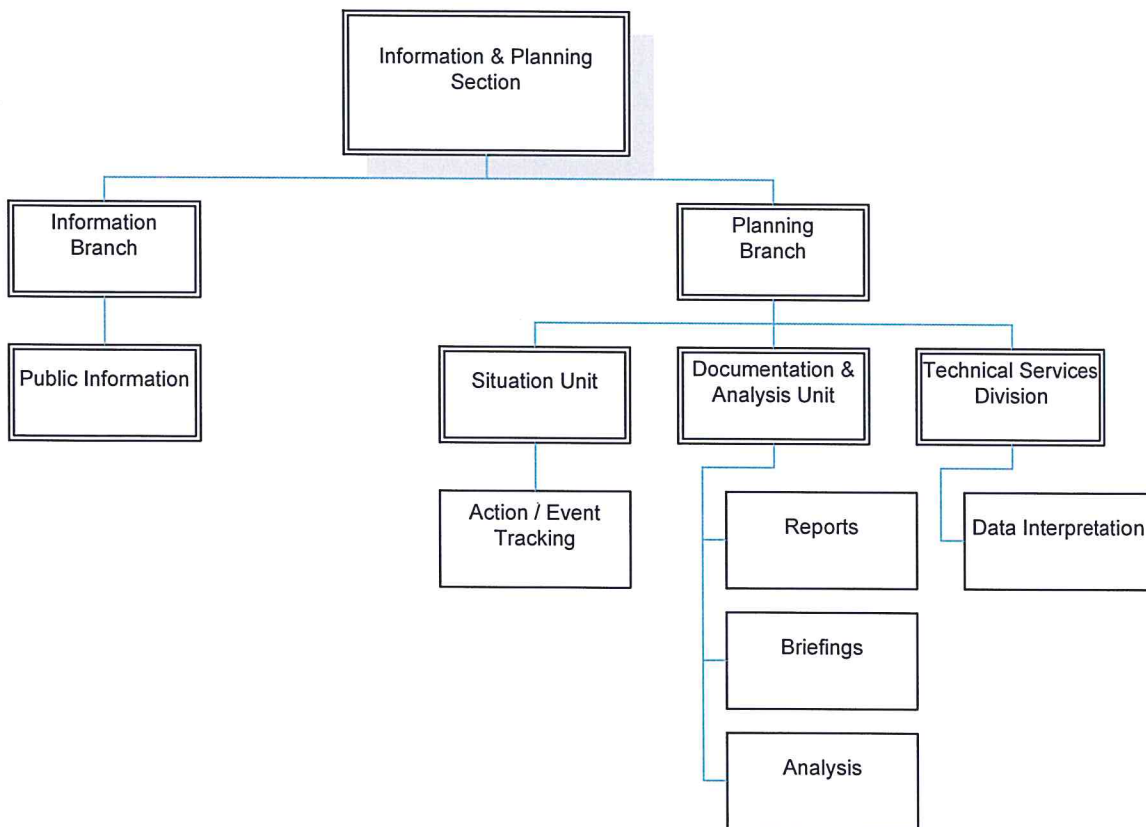 Information & Planning
Section
Information
Branch
Planning
Branch
Public Information
Situation Unit
Documentation &
Analysis Unit
Technical Services
Division
Action / Event
Tracking
Reports
Data Interpretation
Briefings
Analysis